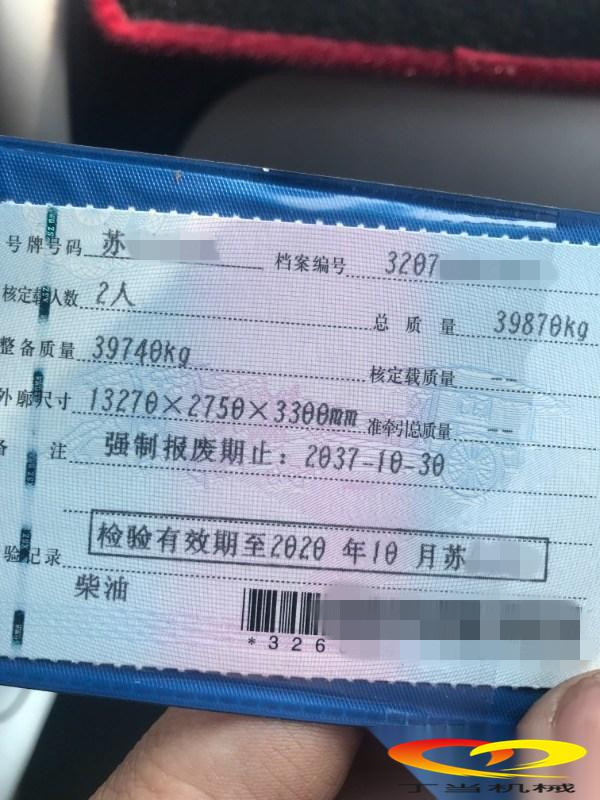 号牌号码 苏 档案编号 3207
核定载人数 2人 总质量 39870kg
整备质量 39740kg 核定载质量 --
外廓尺寸 13270×2750×3300mm 准牵引总质量 --
备注 强制报废期止：2037-10-30
检验有效期至2020 年10 月苏
验记录
柴油
*326
丁当机械